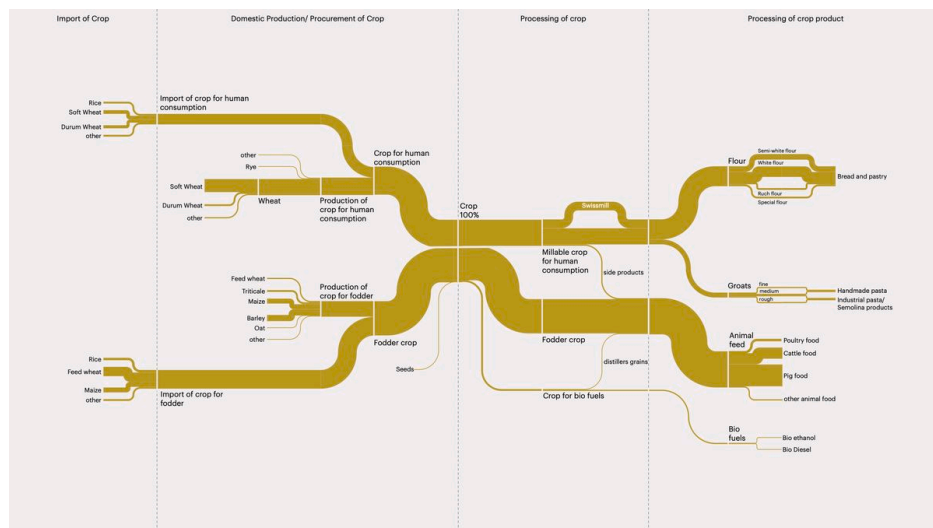 Import of Crop
Domestic Production/ Procurement of Crop
Processing of crop
Processing of crop product
Rice
Soft Wheat
Durum Wheat
other
Import of crop for human
consumption
other
Rye
Soft Wheat
Durum Wheat
other
Wheat
Production of
crop for human
consumption
Crop for human
consumption
Crop
100%
Swissmill
Millable crop
for human
consumption
side products
Flour
Semi-white flour
White flour
Ruch flour
Special flour
Bread and pastry
Groats
fine
medium
rough
Handmade pasta
Industrial pasta/
Semolina products
Feed wheat
Triticale
Maize
Barley
Oat
other
Production of
crop for fodder
Fodder crop
Rice
Feed wheat
Maize
other
Import of crop for
fodder
Seeds
Fodder crop
distillers grains
Crop for bio fuels
Animal
feed
Poultry food
Cattle food
Pig food
other animal food
Bio
fuels
Bio ethanol
Bio Diesel